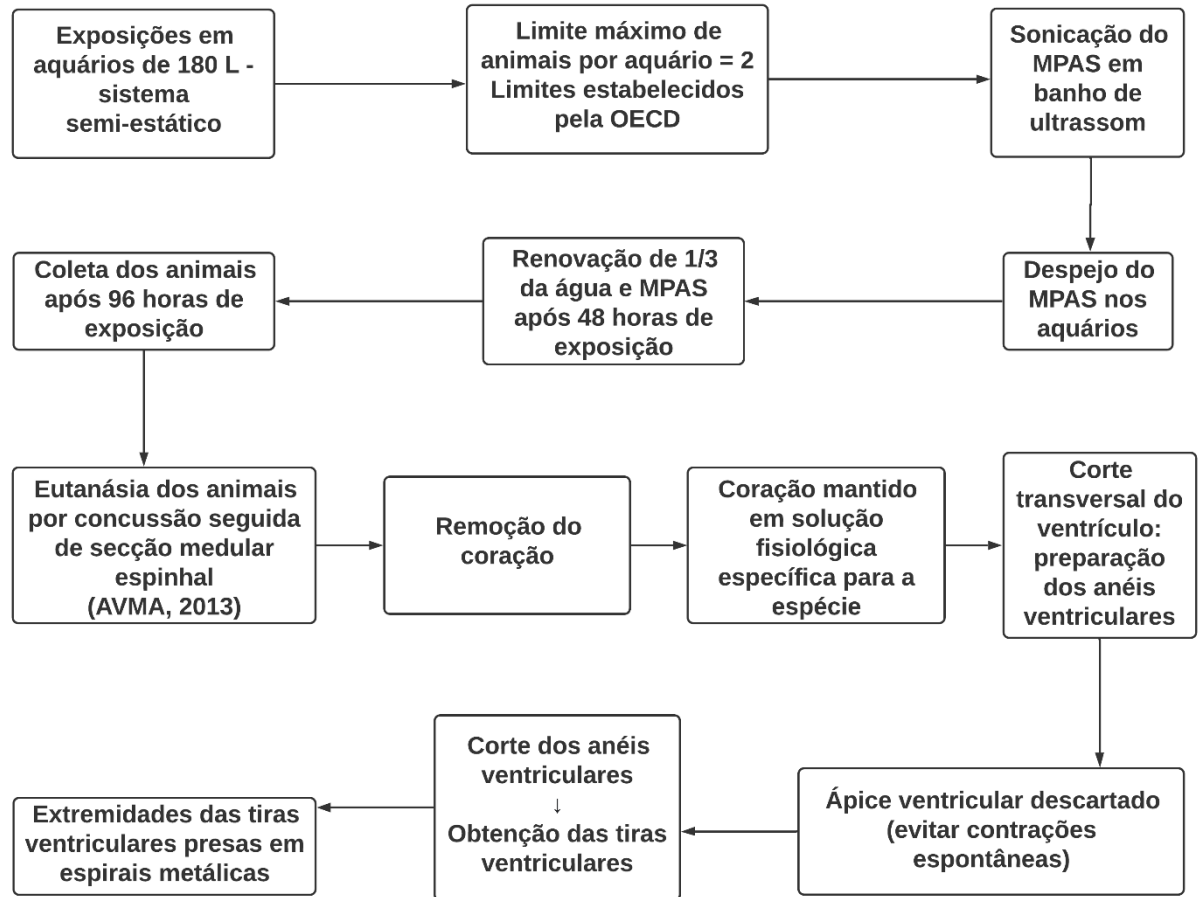 Exposições em
aquários de 180 L -
sistema
semi-estático
Limite máximo de
animais por aquário = 2
Limites estabelecidos
pela OECD
Sonicação do
MPAS em
banho de
ultrassom
Despejo do
MPAS nos
aquários
Renovação de 1/3
da água e MPAS
após 48 horas de
exposição
Coleta dos animais
após 96 horas de
exposição
Eutanásia dos animais
por concussão seguida
de secção medular
espinhal
(AVMA, 2013)
Remoção do
coração
Coração mantido
em solução
fisiológica
específica para a
espécie
Corte
transversal do
ventrículo:
preparação
dos anéis
ventriculares
Ápice ventricular descartado
(evitar contrações
espontâneas)
Corte dos anéis
ventriculares
↓
Obtenção das tiras
ventriculares
Extremidades das tiras
ventriculares presas em
espirais metálicas